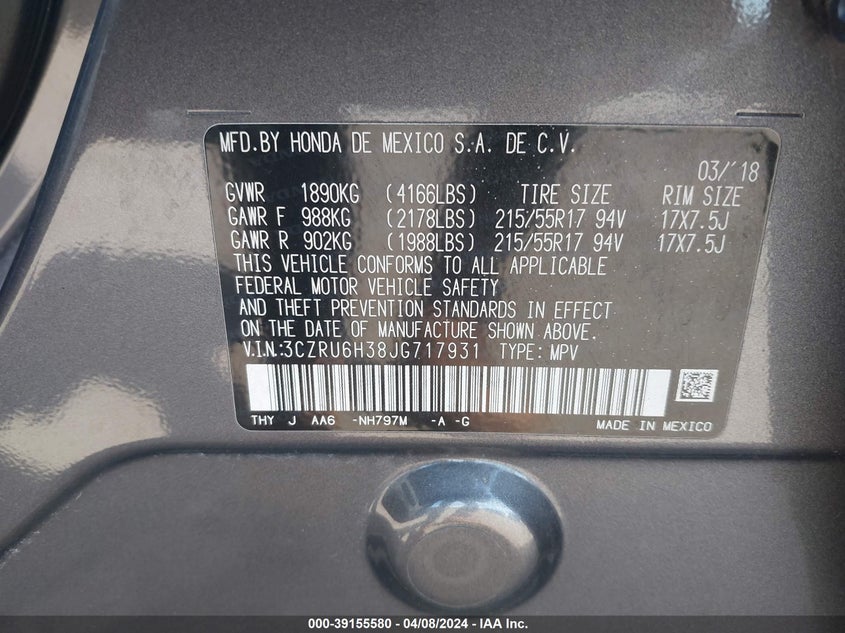 MFD.BY HONDA DE MEXICO S.A. DE C.V.
03/'18
GVWR 1890KG (4166LBS) TIRE SIZE RIM SIZE
GAWR F 988KG (2178LBS) 215/55R17 94V 17X7.5J
GAWR R 902KG (1988LBS) 215/55R17 94V 17X7.5J
THIS VEHICLE CONFORMS TO ALL APPLICABLE
FEDERAL MOTOR VEHICLE SAFETY
AND THEFT PREVENTION STANDARDS IN EFFECT
ON THE DATE OF MANUFACTURE SHOWN ABOVE.
V.I.N.:3CZRU6H38JG717931 TYPE: MPV
THY J AA6 -NH797M -A -G MADE IN MEXICO
000-39155580 - 04/08/2024 - IAA Inc.